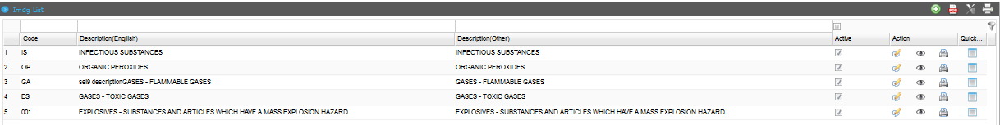 Imdg List
Code Description(English) Description(Other) Active Action Quick...
1 IS INFECTIOUS SUBSTANCES INFECTIOUS SUBSTANCES
2 OP ORGANIC PEROXIDES ORGANIC PEROXIDES
3 GA sel9 descriptionGASES - FLAMMABLE GASES GASES - FLAMMABLE GASES
4 ES GASES - TOXIC GASES GASES - TOXIC GASES
5 001 EXPLOSIVES - SUBSTANCES AND ARTICLES WHICH HAVE A MASS EXPLOSION HAZARD EXPLOSIVES - SUBSTANCES AND ARTICLES WHICH HAVE A MASS EXPLOSION HAZARD